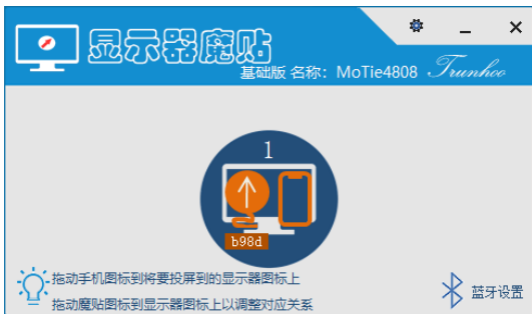 显示器魔贴
基础版 名称：MoTie4808 Trunhoo
1
b98d
拖动手机图标到将要投屏到的显示器图标上
拖动魔贴图标到显示器图标上以调整对应关系
蓝牙设置